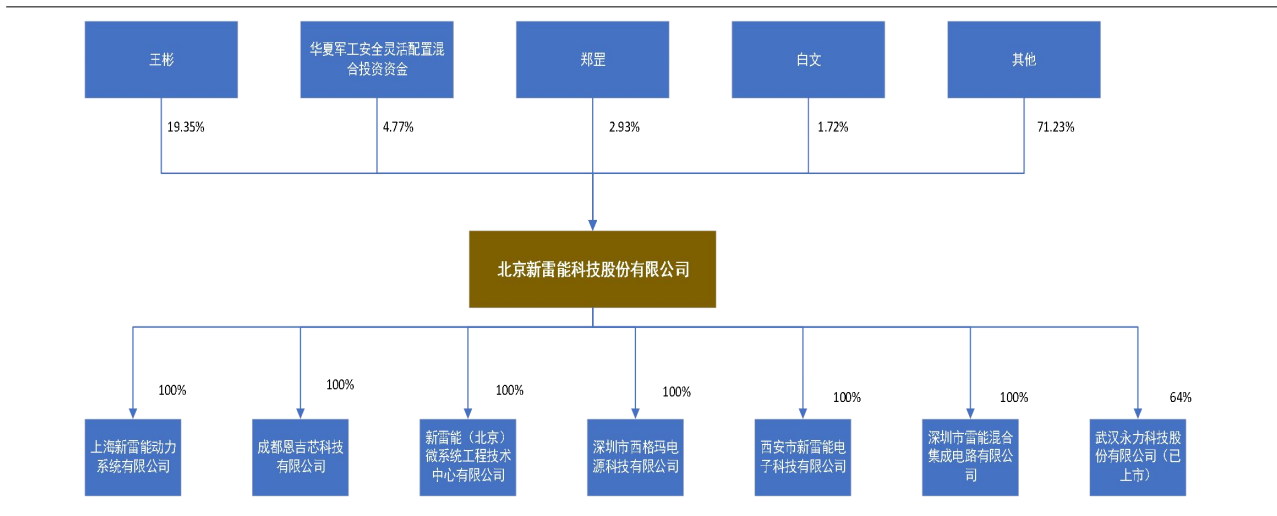 王彬
华夏军工安全灵活配置混
合投资资金
郑罡
白文
其他
19.35%
4.77%
2.93%
1.72%
71.23%
北京新雷能科技股份有限公司
100%
100%
100%
100%
100%
100%
64%
上海新雷能动力
系统有限公司
成都恩吉芯科技
有限公司
新雷能（北京）
微系统工程技术
中心有限公司
深圳市西格玛电
源科技有限公司
西安市新雷能电
子科技有限公司
深圳市雷能混合
集成电路有限公
司
武汉永力科技股
份有限公司（已
上市）